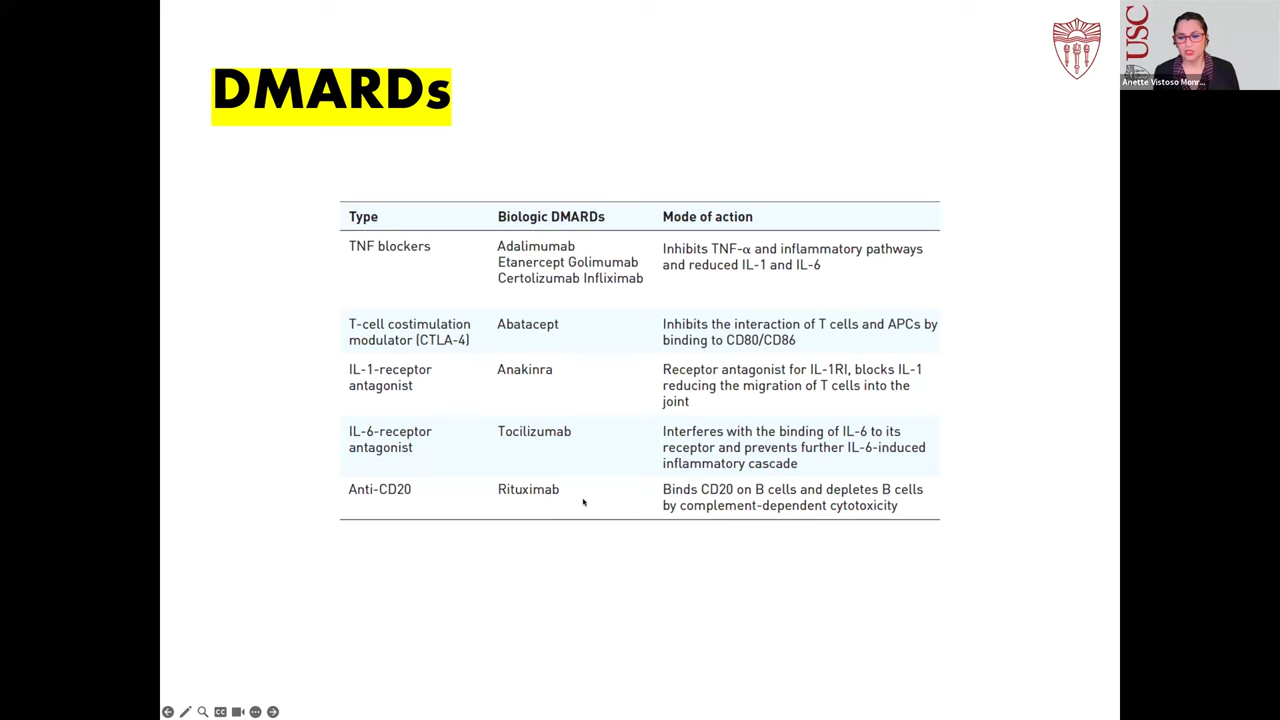 DMARDs
USC
Anette Vistoso Monr...
Type Biologic DMARDs Mode of action
TNF blockers
Adalimumab
Etanercept Golimumab
Certolizumab Infliximab
Inhibits TNF-α and inflammatory pathways
and reduced IL-1 and IL-6
T-cell costimulation
modulator (CTLA-4)
Abatacept
Inhibits the interaction of T cells and APCs by
binding to CD80/CD86
IL-1-receptor
antagonist
Anakinra
Receptor antagonist for IL-1RI, blocks IL-1
reducing the migration of T cells into the
joint
IL-6-receptor
antagonist
Tocilizumab
Interferes with the binding of IL-6 to its
receptor and prevents further IL-6-induced
inflammatory cascade
Anti-CD20
Rituximab
Binds CD20 on B cells and depletes B cells
by complement-dependent cytotoxicity
CC